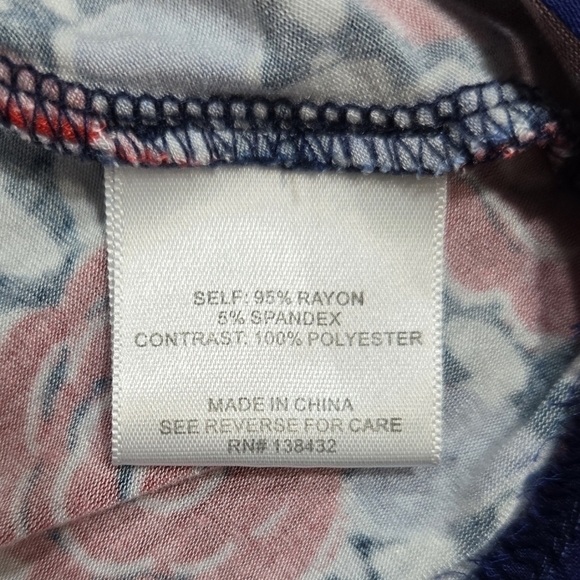 SELF: 95% RAYON
5% SPANDEX
CONTRAST: 100% POLYESTER
MADE IN CHINA
SEE REVERSE FOR CARE
RN# 138432